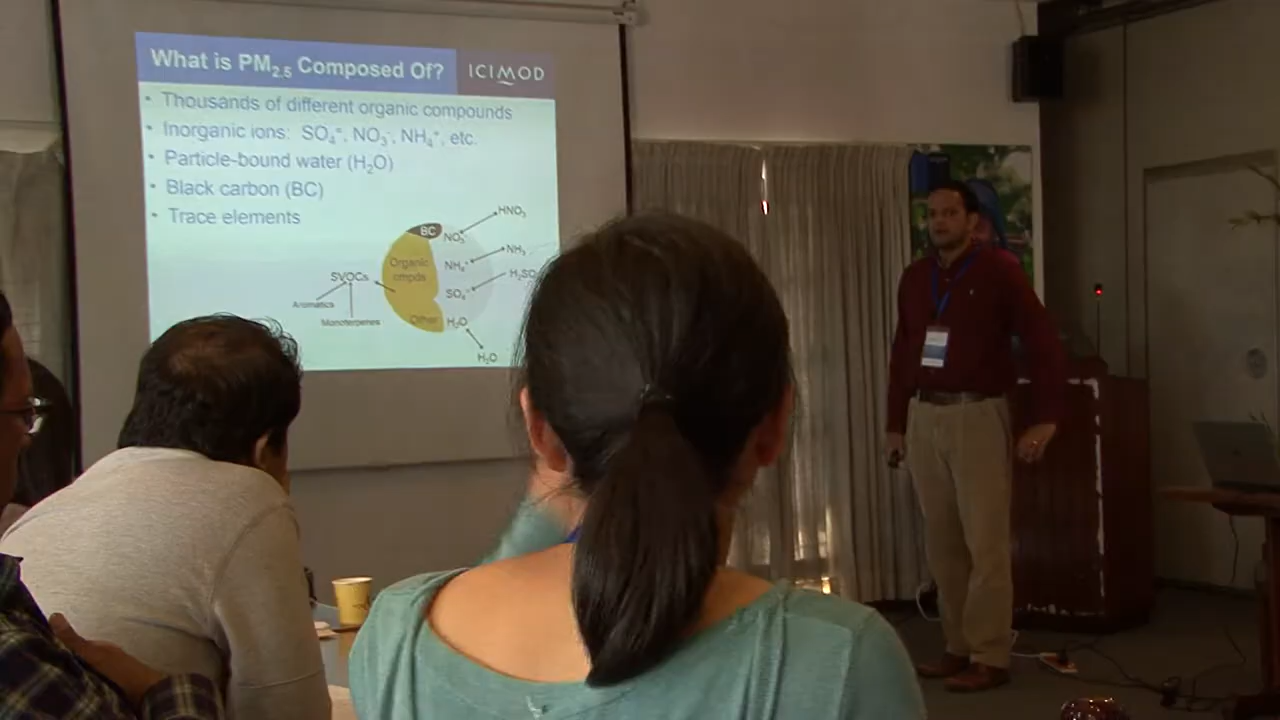 What is PM2.5 Composed Of?
ICIMOD
• Thousands of different organic compounds
• Inorganic ions: SO4=, NO3-, NH4+, etc.
• Particle-bound water (H2O)
• Black carbon (BC)
• Trace elements
BC
NO3-
HNO3
Organic
cmpds
NH4+
NH3
SVOCs
SO4=
H2SO
Aromatics
Monoterpenes
Other
H2O
H2O